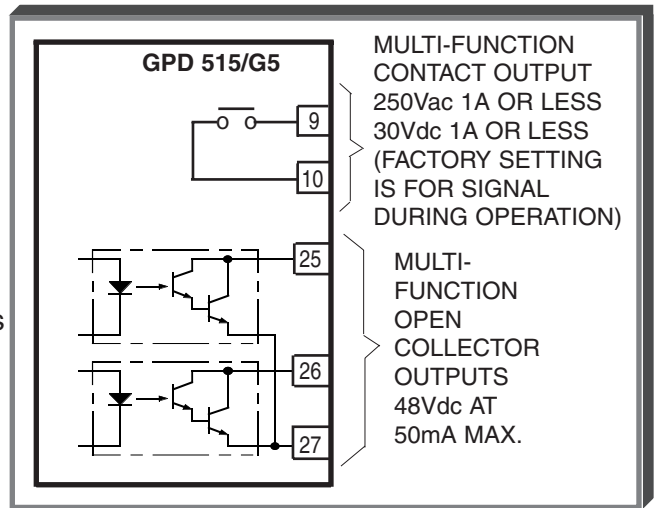 GPD 515/G5
9
10
MULTI-FUNCTION
CONTACT OUTPUT
250Vac 1A OR LESS
30Vdc 1A OR LESS
(FACTORY SETTING
IS FOR SIGNAL
DURING OPERATION)
25
26
27
MULTI-
FUNCTION
OPEN
COLLECTOR
OUTPUTS
48Vdc AT
50mA MAX.
s